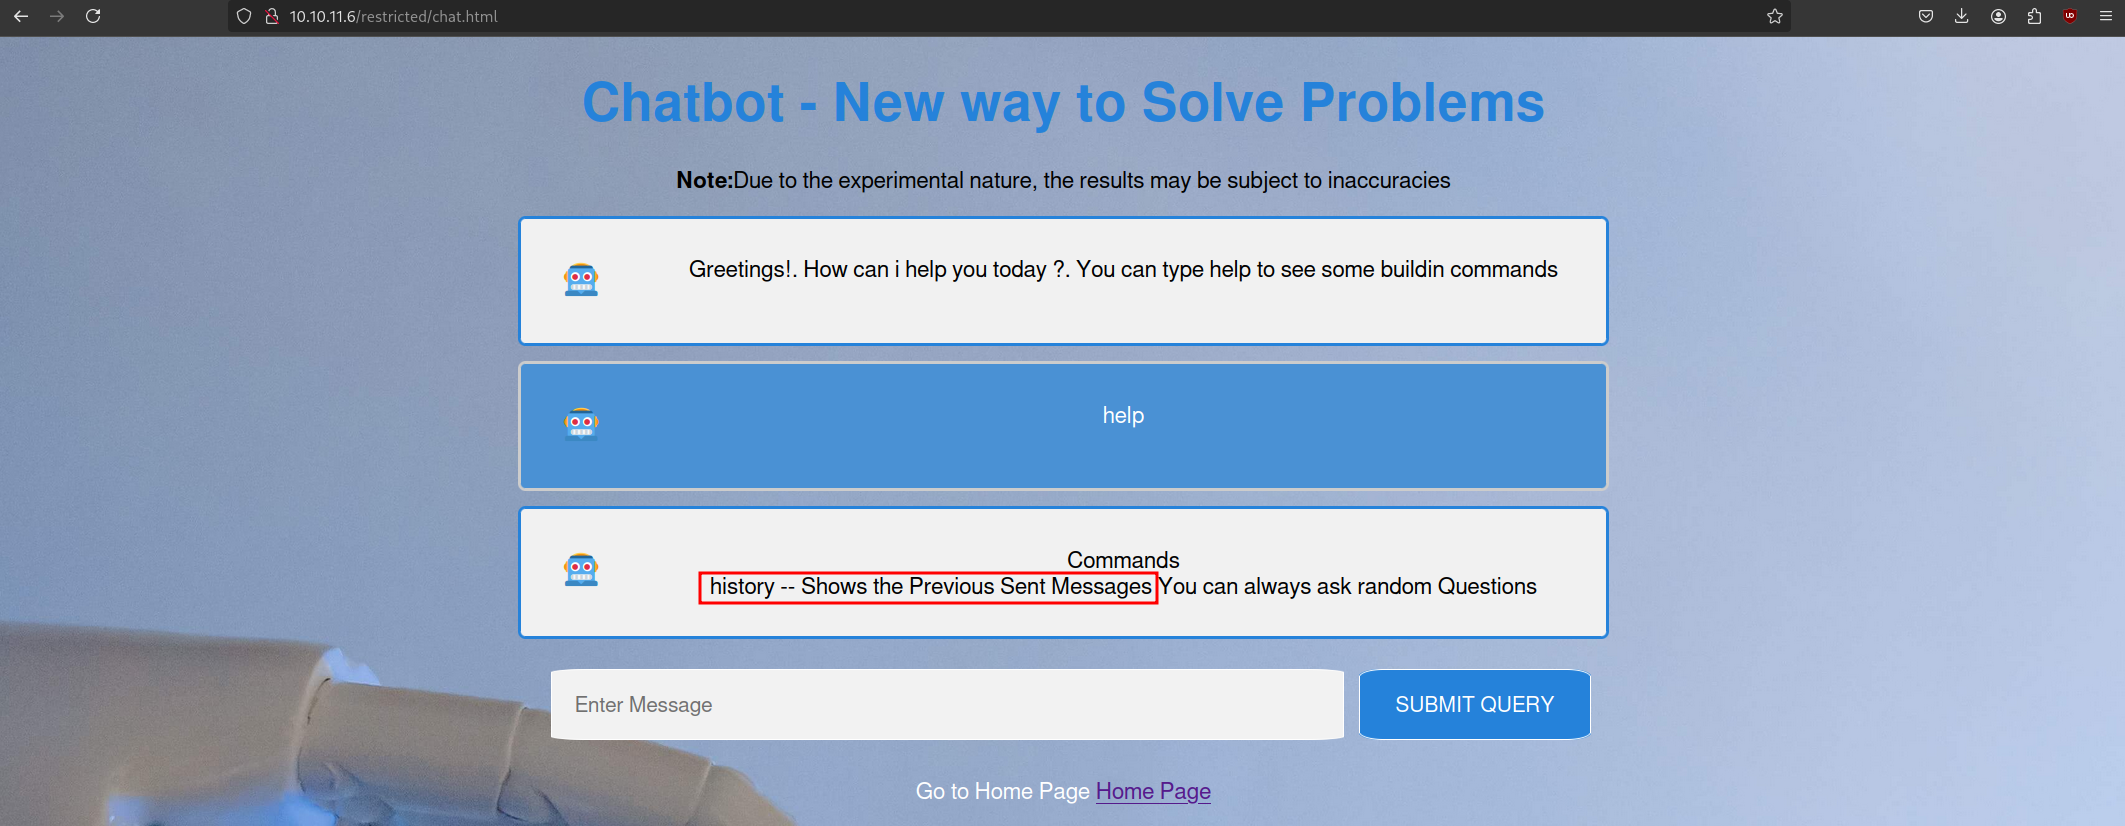 10.10.11.6/restricted/chat.html
Chatbot - New way to Solve Problems
Note:Due to the experimental nature, the results may be subject to inaccuracies
Greetings!. How can i help you today ?. You can type help to see some buildin commands
help
Commands
history -- Shows the Previous Sent Messages You can always ask random Questions
Enter Message
SUBMIT QUERY
Go to Home Page Home Page